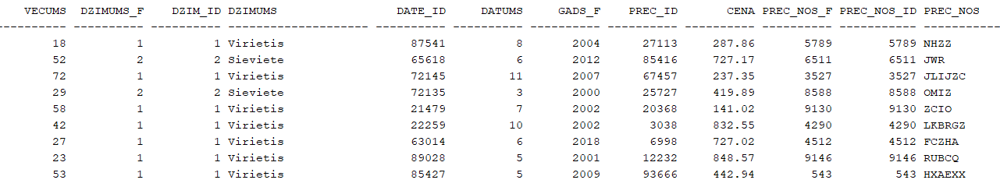 VECUMS DZIMUMS_F DZIM_ID DZIMUMS DATE_ID DATUMS GADS_F PREC_ID CENA PREC_NOS_F PREC_NOS_ID PREC_NOS
---------- ---------- ---------- -------------------- ---------- ---------- ---------- ---------- ---------- ---------- ----------- -----------
18 1 1 Virietis 87541 8 2004 27113 287.86 5789 5789 NHZZ
52 2 2 Sieviete 65618 6 2012 85416 727.17 6511 6511 JWR
72 1 1 Virietis 72145 11 2007 67457 237.35 3527 3527 JLIJZC
29 2 2 Sieviete 72135 3 2000 25727 419.89 8588 8588 OMIZ
58 1 1 Virietis 21479 7 2002 20368 141.02 9130 9130 ZCIO
42 1 1 Virietis 22259 10 2002 3038 832.55 4290 4290 LKBRGZ
27 1 1 Virietis 63014 6 2018 6998 727.02 4512 4512 FCZHA
23 1 1 Virietis 89028 5 2001 12232 848.57 9146 9146 RUBCQ
53 1 1 Virietis 85427 5 2009 93666 442.94 543 543 HXAEXX